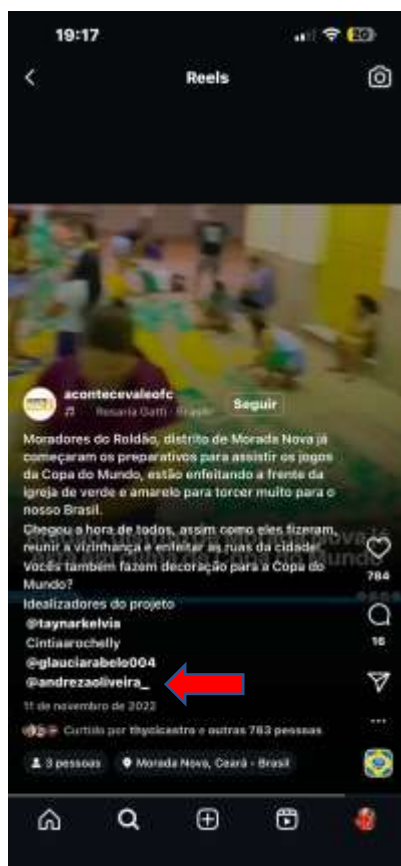 19:17
20
Reels
acontecevaleofc
Rosaria Gatti
Seguir
Moradores do Roldão, distrito de Morada Nova já
começaram os preparativos para assistir os jogos
da Copa do Mundo, estão enfeitando a frente da
igreja de verde e amarelo para torcer muito para o
nosso Brasil.
Chegou a hora de todos, assim como eles fizeram,
reunir a vizinhança e enfeitar as ruas da cidade!
Vocês também fazem decoração para a Copa do
Mundo?
Idealizadores do projeto
@taynarkelvia
Cintiaarochelly
@glauciarabelo004
@andrezaoliveira_
11 de novembro de 2022
Curtido por thycicastro e outras 783 pessoas
3 pessoas
Morada Nova, Ceará - Brasil
784
16